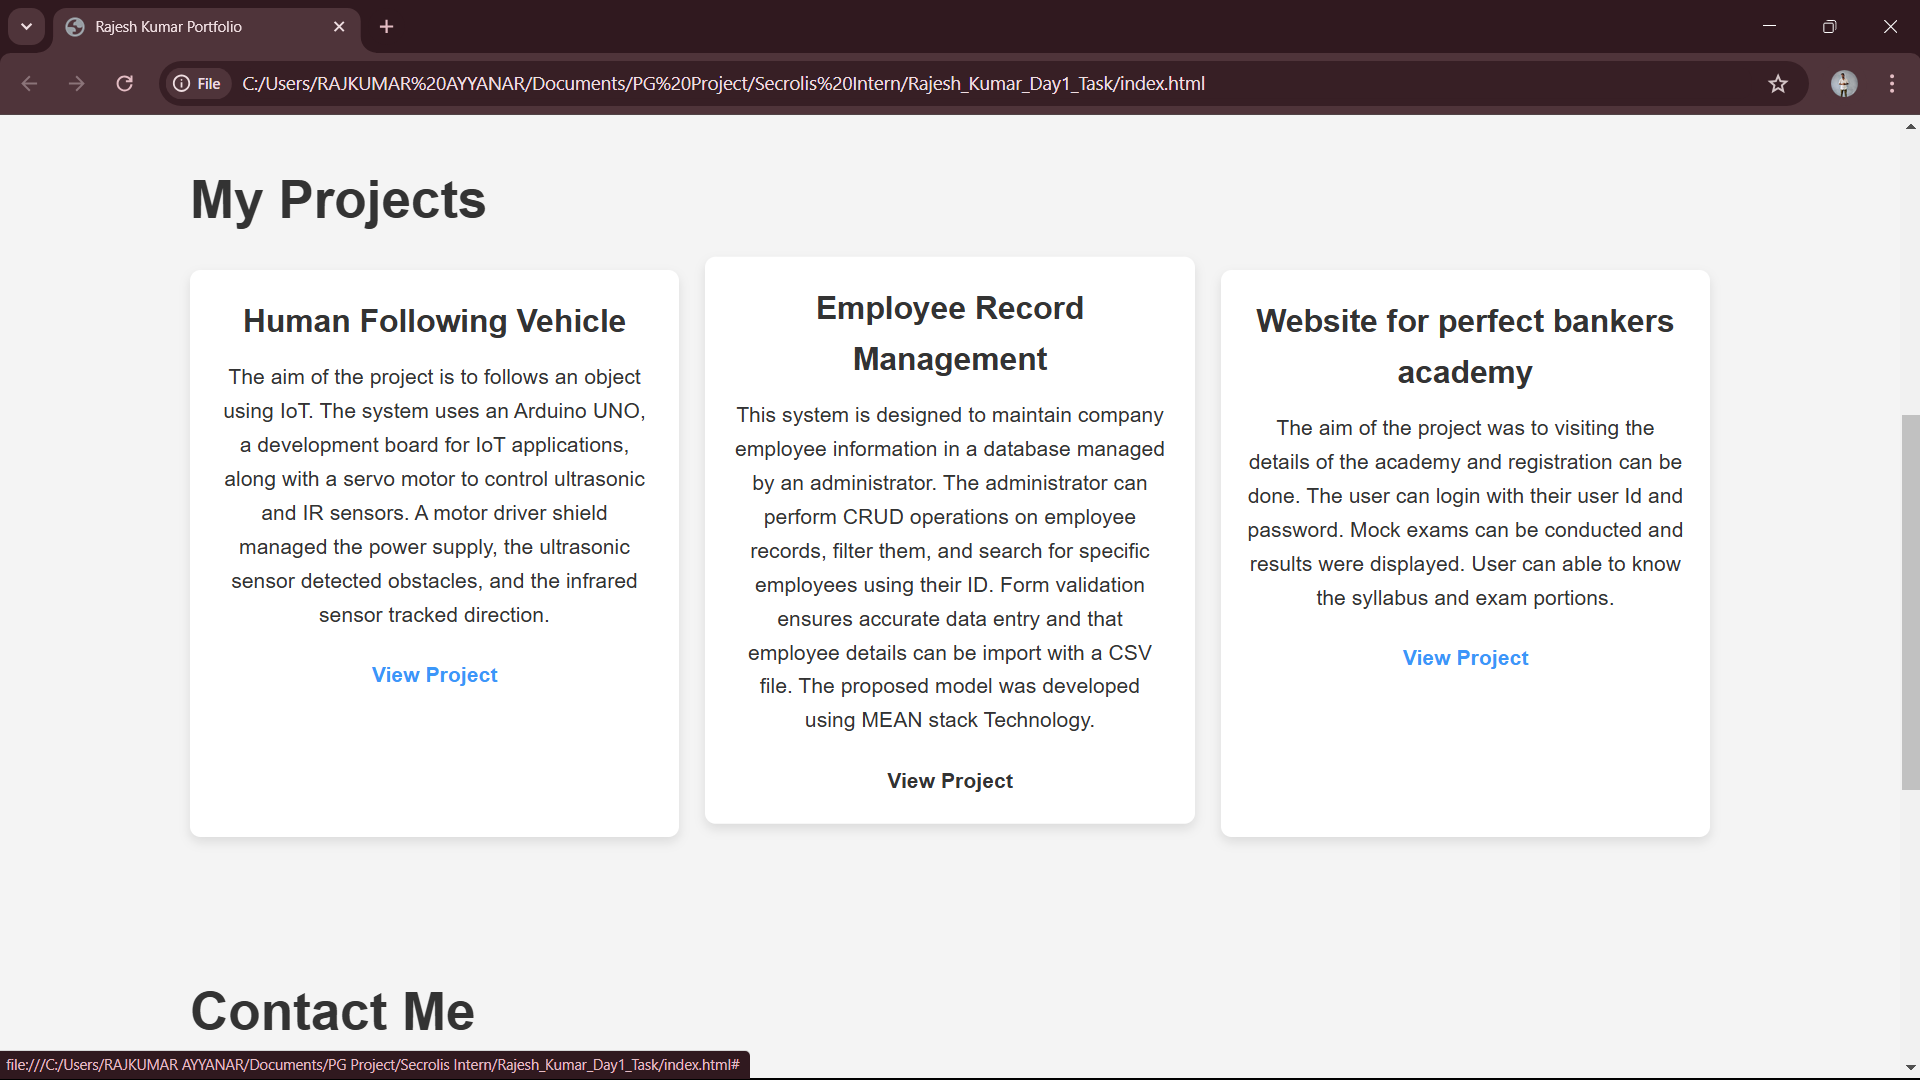 Rajesh Kumar Portfolio
File
C:/Users/RAJKUMAR%20AYYANAR/Documents/PG%20Project/Secrolis%20Intern/Rajesh_Kumar_Day1_Task/index.html
My Projects
Human Following Vehicle
The aim of the project is to follows an object
using IoT. The system uses an Arduino UNO,
a development board for IoT applications,
along with a servo motor to control ultrasonic
and IR sensors. A motor driver shield
managed the power supply, the ultrasonic
sensor detected obstacles, and the infrared
sensor tracked direction.
View Project
Employee Record
Management
This system is designed to maintain company
employee information in a database managed
by an administrator. The administrator can
perform CRUD operations on employee
records, filter them, and search for specific
employees using their ID. Form validation
ensures accurate data entry and that
employee details can be import with a CSV
file. The proposed model was developed
using MEAN stack Technology.
View Project
Website for perfect bankers
academy
The aim of the project was to visiting the
details of the academy and registration can be
done. The user can login with their user Id and
password. Mock exams can be conducted and
results were displayed. User can able to know
the syllabus and exam portions.
View Project
Contact Me
file:///C:/Users/RAJKUMAR AYYANAR/Documents/PG Project/Secrolis Intern/Rajesh_Kumar_Day1_Task/index.html#